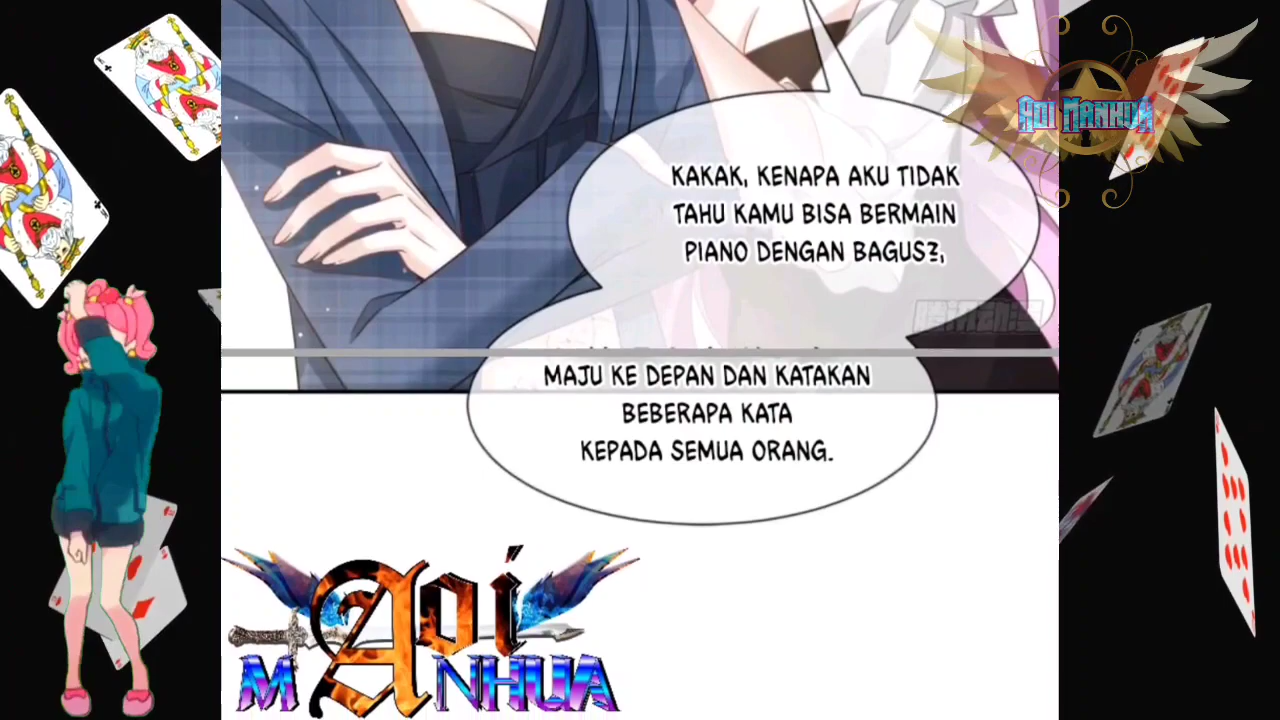 AOI MANHUA
KAKAK, KENAPA AKU TIDAK
TAHU KAMU BISA BERMAIN
PIANO DENGAN BAGUS?,
MAJU KE DEPAN DAN KATAKAN
BEBERAPA KATA
KEPADA SEMUA ORANG.
Aoi
MANHUA